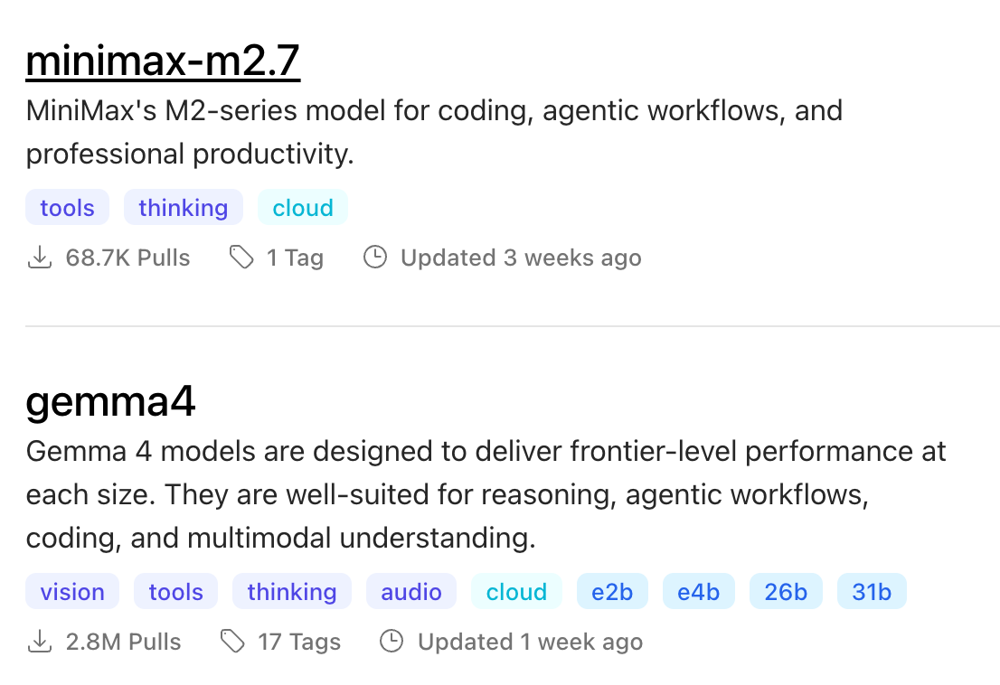 minimax-m2.7
MiniMax's M2-series model for coding, agentic workflows, and
professional productivity.
tools thinking cloud
68.7K Pulls 1 Tag Updated 3 weeks ago
gemma4
Gemma 4 models are designed to deliver frontier-level performance at
each size. They are well-suited for reasoning, agentic workflows,
coding, and multimodal understanding.
vision tools thinking audio cloud e2b e4b 26b 31b
2.8M Pulls 17 Tags Updated 1 week ago